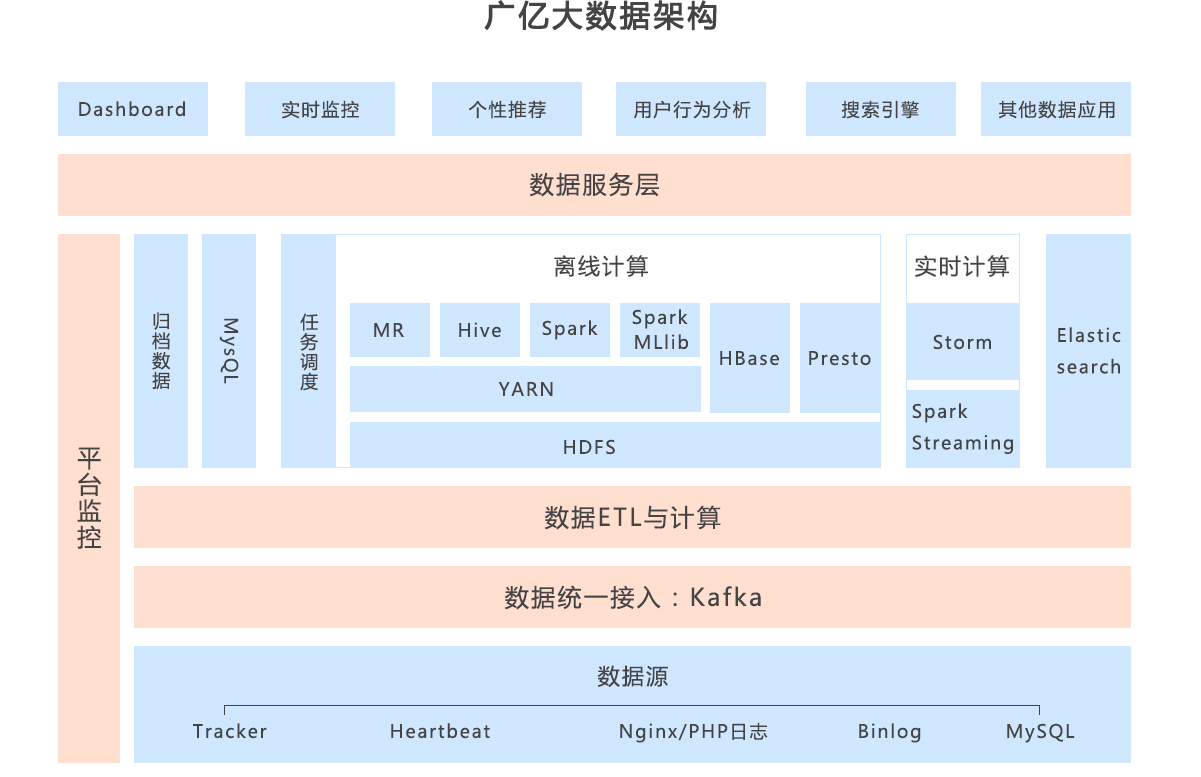 广亿大数据架构
Dashboard
实时监控
个性推荐
用户行为分析
搜索引擎
其他数据应用
数据服务层
平台监控
归档数据
MysQL
任务调度
离线计算
MR
Hive
Spark
Spark
MLlib
HBase
Presto
YARN
HDFS
实时计算
Storm
Spark
Streaming
Elastic
search
数据ETL与计算
数据统一接入：Kafka
数据源
Tracker
Heartbeat
Nginx/PHP日志
Binlog
MySQL